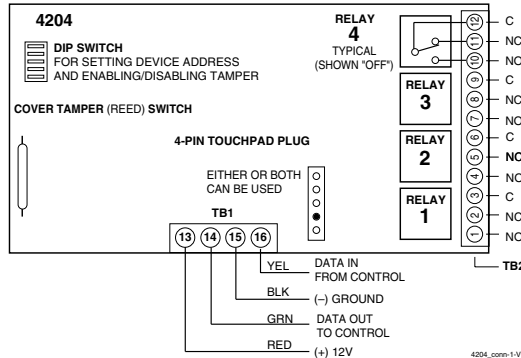 4204
DIP SWITCH
FOR SETTING DEVICE ADDRESS
AND ENABLING/DISABLING TAMPER
COVER TAMPER (REED) SWITCH
4-PIN TOUCHPAD PLUG
EITHER OR BOTH
CAN BE USED
TB1
13 14 15 16
RELAY
4
TYPICAL
(SHOWN "OFF")
RELAY
3
RELAY
2
RELAY
1
12 C
11 NC
10 NO
9 C
8 NC
7 NO
6 C
5 NC
4 NO
3 C
2 NC
1 NO
TB2
YEL DATA IN
FROM CONTROL
BLK (–) GROUND
GRN DATA OUT
TO CONTROL
RED (+) 12V
4204_conn-1-V